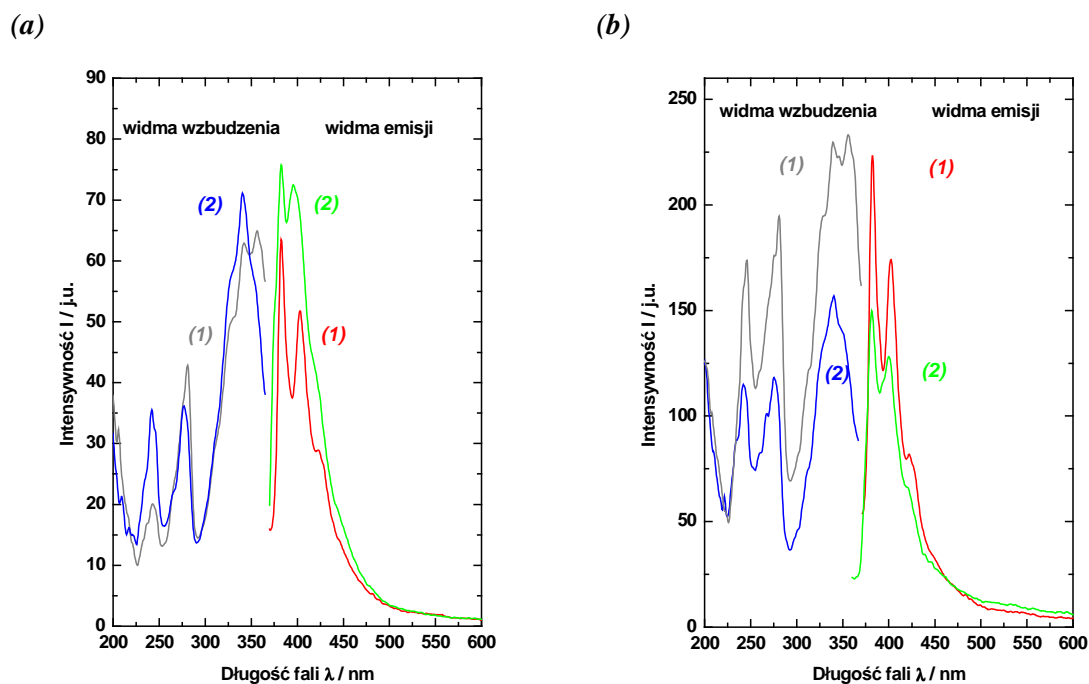 (a)
90
80
70
60
50
40
30
20
10
0
200 250 300 350 400 450 500 550 600
Intensywność I / j.u.
Długość fali λ / nm
widma wzbudzenia widma emisji
(2)
(2)
(1)
(1)
(b)
250
200
150
100
50
0
200 250 300 350 400 450 500 550 600
Intensywność I / j.u.
Długość fali λ / nm
widma wzbudzenia widma emisji
(1)
(1)
(2)
(2)